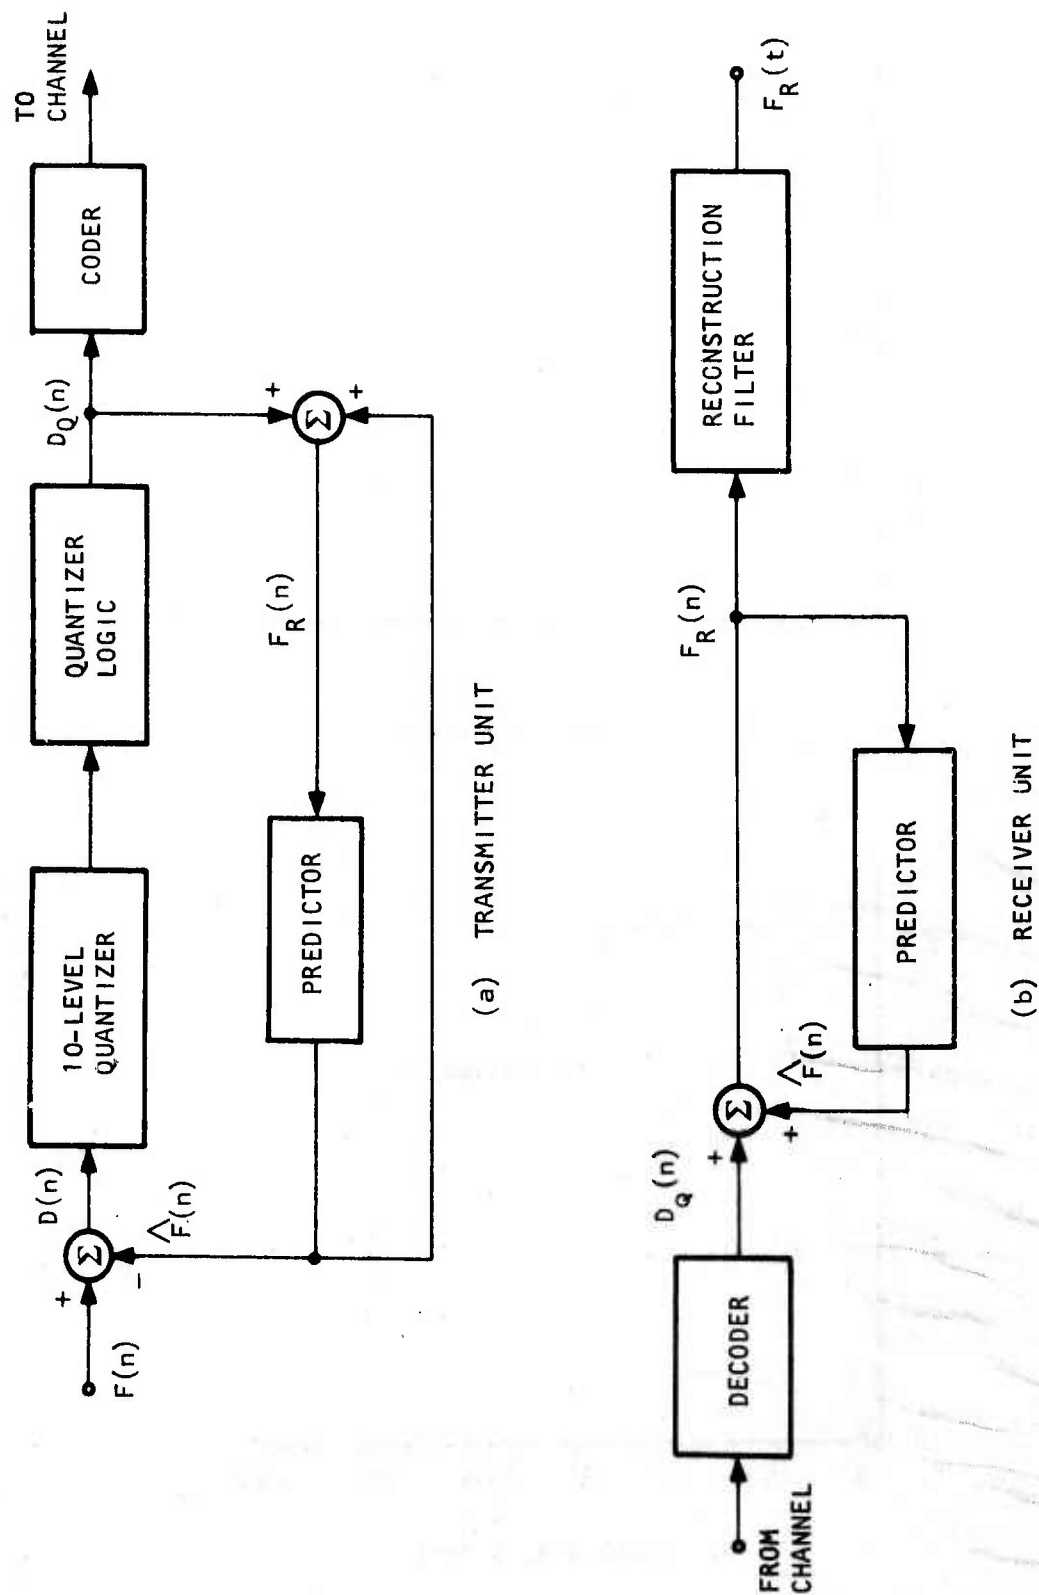 F(n)
+
-
Σ
D(n)
F̂(n)
10-LEVEL
QUANTIZER
QUANTIZER
LOGIC
D_Q(n)
CODER
TO
CHANNEL
PREDICTOR
F_R(n)
+
+
Σ
(a) TRANSMITTER UNIT
FROM
CHANNEL
DECODER
D_Q(n)
+
+
Σ
F̂(n)
PREDICTOR
F_R(n)
RECONSTRUCTION
FILTER
F_R(t)
(b) RECEIVER UNIT